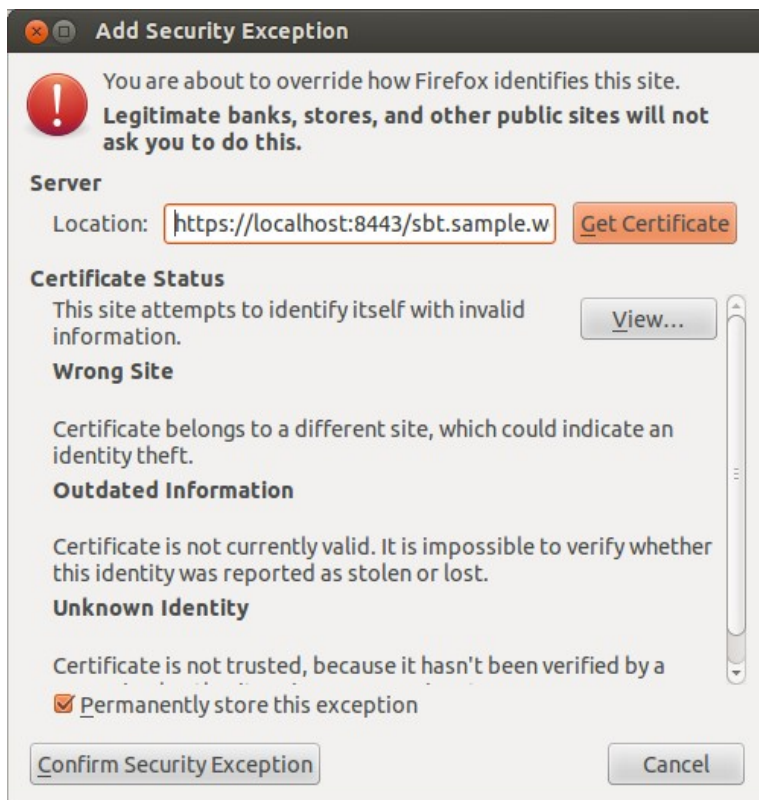 Add Security Exception
You are about to override how Firefox identifies this site.
Legitimate banks, stores, and other public sites will not
ask you to do this.
Server
Location: https://localhost:8443/sbt.sample.w Get Certificate
Certificate Status
This site attempts to identify itself with invalid
information.
View...
Wrong Site
Certificate belongs to a different site, which could indicate an
identity theft.
Outdated Information
Certificate is not currently valid. It is impossible to verify whether
this identity was reported as stolen or lost.
Unknown Identity
Certificate is not trusted, because it hasn't been verified by a
Permanently store this exception
Confirm Security Exception Cancel